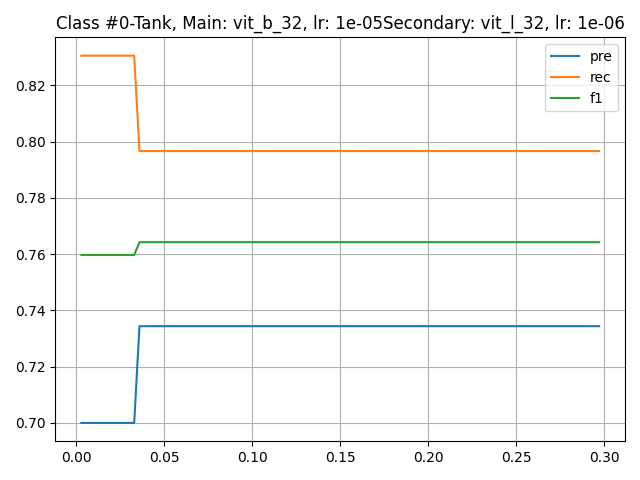 Class #0-Tank, Main: vit_b_32, lr: 1e-05Secondary: vit_l_32, lr: 1e-06
pre
rec
f1
0.82
0.80
0.78
0.76
0.74
0.72
0.70
0.00 0.05 0.10 0.15 0.20 0.25 0.30